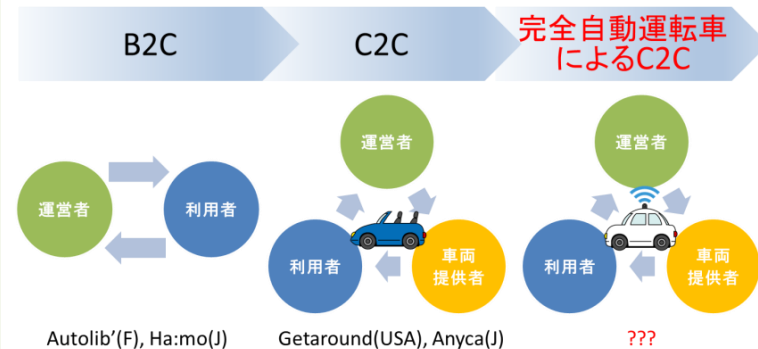 B2C
C2C
完全自動運転車
によるC2C
運営者
利用者
運営者
利用者
車両
提供者
運営者
利用者
車両
提供者
Autolib’(F), Ha:mo(J)
Getaround(USA), Anyca(J)
???